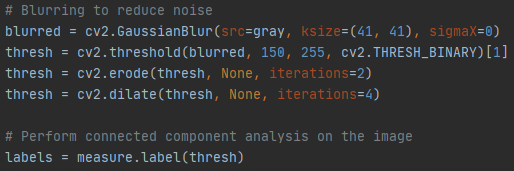 # Blurring to reduce noise
blurred = cv2.GaussianBlur(src=gray, ksize=(41, 41), sigmaX=0)
thresh = cv2.threshold(blurred, 150, 255, cv2.THRESH_BINARY)[1]
thresh = cv2.erode(thresh, None, iterations=2)
thresh = cv2.dilate(thresh, None, iterations=4)
# Perform connected component analysis on the image
labels = measure.label(thresh)